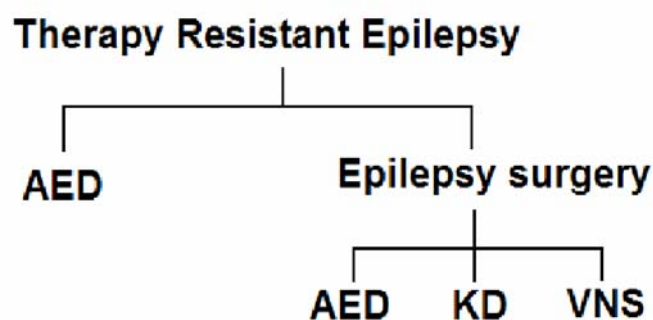 Therapy Resistant Epilepsy
AED
Epilepsy surgery
AED KD VNS